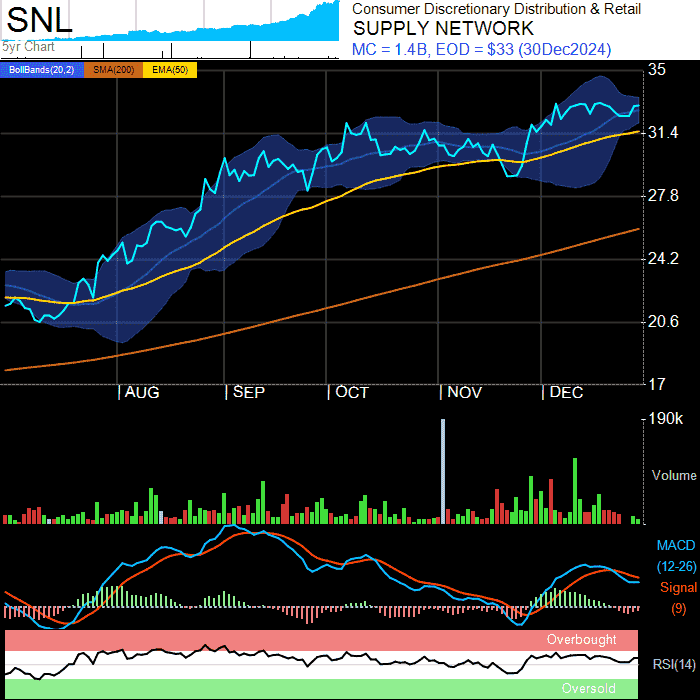 SNL
5yr Chart
Consumer Discretionary Distribution & Retail
SUPPLY NETWORK
MC = 1.4B, EOD = $33 (30Dec2024)
BollBands(20,2) SMA(200) EMA(50)
35
31.4
27.8
24.2
20.6
17
AUG SEP OCT NOV DEC
190k
Volume
MACD
(12-26)
Signal
(9)
Overbought
RSI(14)
Oversold